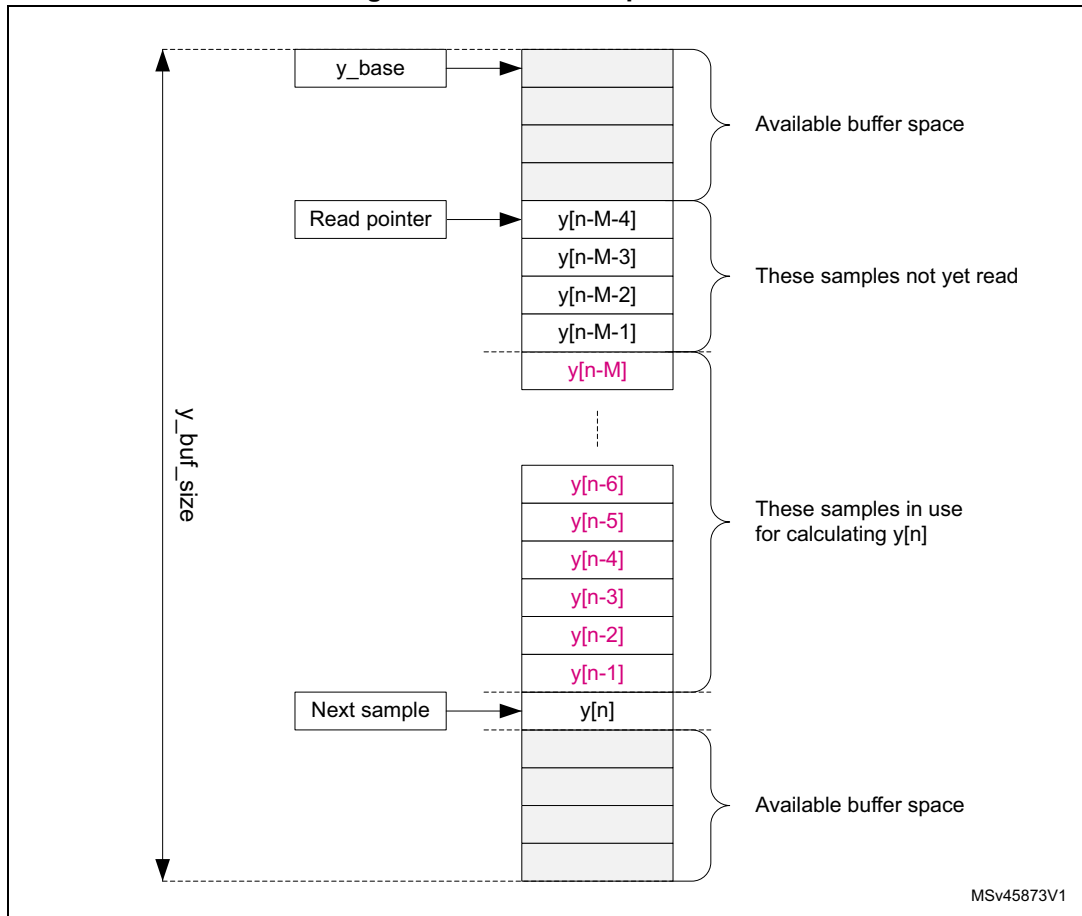 y_base
Available buffer space
Read pointer
y[n-M-4]
y[n-M-3]
These samples not yet read
y[n-M-2]
y[n-M-1]
y[n-M]
y_buf_size
y[n-6]
These samples in use
for calculating y[n]
y[n-5]
y[n-4]
y[n-3]
y[n-2]
y[n-1]
Next sample
y[n]
Available buffer space
MSv45873V1